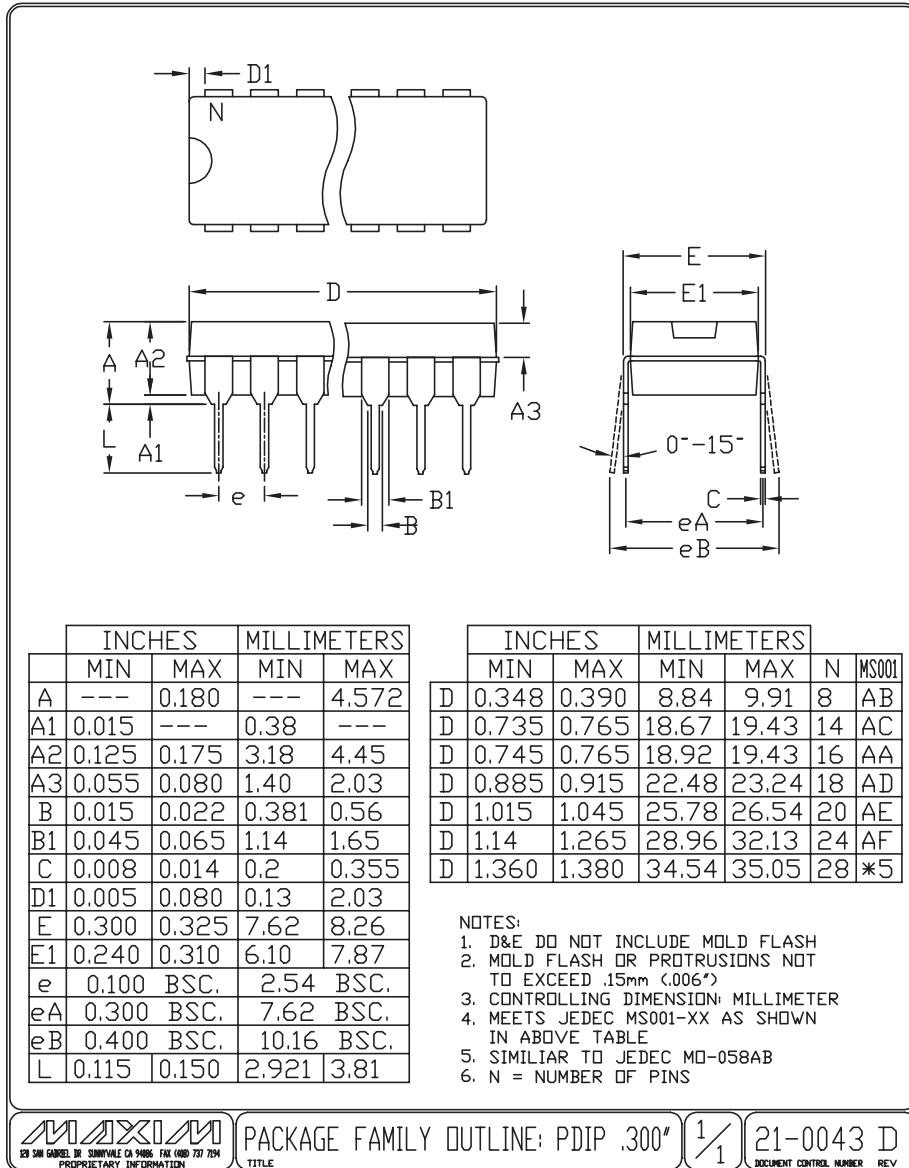 D1
N
D
E
E1
A
A2
A3
L
A1
0°-15°
e
B1
B
C
eA
eB
INCHES MILLIMETERS
MIN MAX MIN MAX
A --- 0.180 --- 4.572
A1 0.015 --- 0.38 ---
A2 0.125 0.175 3.18 4.45
A3 0.055 0.080 1.40 2.03
B 0.015 0.022 0.381 0.56
B1 0.045 0.065 1.14 1.65
C 0.008 0.014 0.2 0.355
D1 0.005 0.080 0.13 2.03
E 0.300 0.325 7.62 8.26
E1 0.240 0.310 6.10 7.87
e 0.100 BSC. 2.54 BSC.
eA 0.300 BSC. 7.62 BSC.
eB 0.400 BSC. 10.16 BSC.
L 0.115 0.150 2.921 3.81
INCHES MILLIMETERS
MIN MAX MIN MAX N MS001
D 0.348 0.390 8.84 9.91 8 AB
D 0.735 0.765 18.67 19.43 14 AC
D 0.745 0.765 18.92 19.43 16 AA
D 0.885 0.915 22.48 23.24 18 AD
D 1.015 1.045 25.78 26.54 20 AE
D 1.14 1.265 28.96 32.13 24 AF
D 1.360 1.380 34.54 35.05 28 *5
NOTES:
1. D&E DO NOT INCLUDE MOLD FLASH
2. MOLD FLASH OR PROTRUSIONS NOT
TO EXCEED .15mm (.006")
3. CONTROLLING DIMENSION: MILLIMETER
4. MEETS JEDEC MS001-XX AS SHOWN
IN ABOVE TABLE
5. SIMILIAR TO JEDEC MO-058AB
6. N = NUMBER OF PINS
MAXIM
120 SAN GABRIEL DR SUNNYVALE CA 94086 FAX (408) 737 7194
PROPRIETARY INFORMATION
PACKAGE FAMILY OUTLINE: PDIP .300"
TITLE
1/1
21-0043 D
DOCUMENT CONTROL NUMBER REV